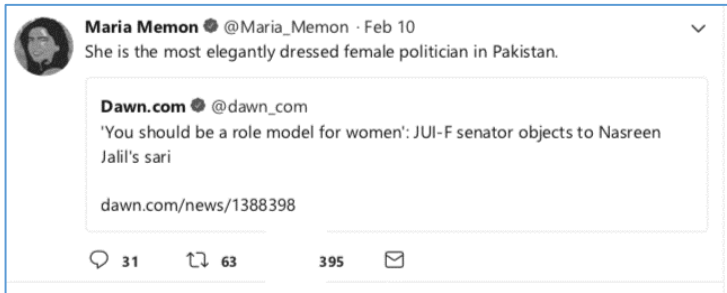 Maria Memon @Maria_Memon · Feb 10
She is the most elegantly dressed female politician in Pakistan.
Dawn.com @dawn_com
'You should be a role model for women': JUI-F senator objects to Nasreen
Jalil's sari
dawn.com/news/1388398
31 63 395